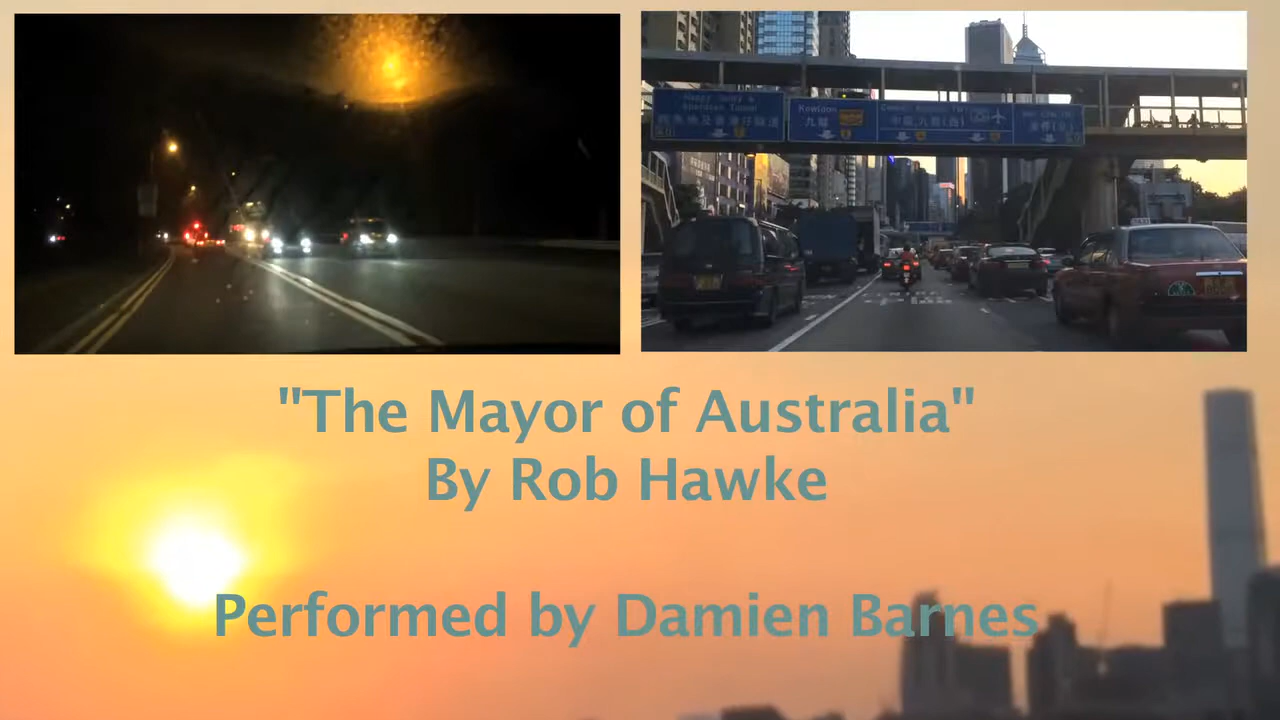 Kowloon
九龍
"The Mayor of Australia"
By Rob Hawke
Performed by Damien Barnes